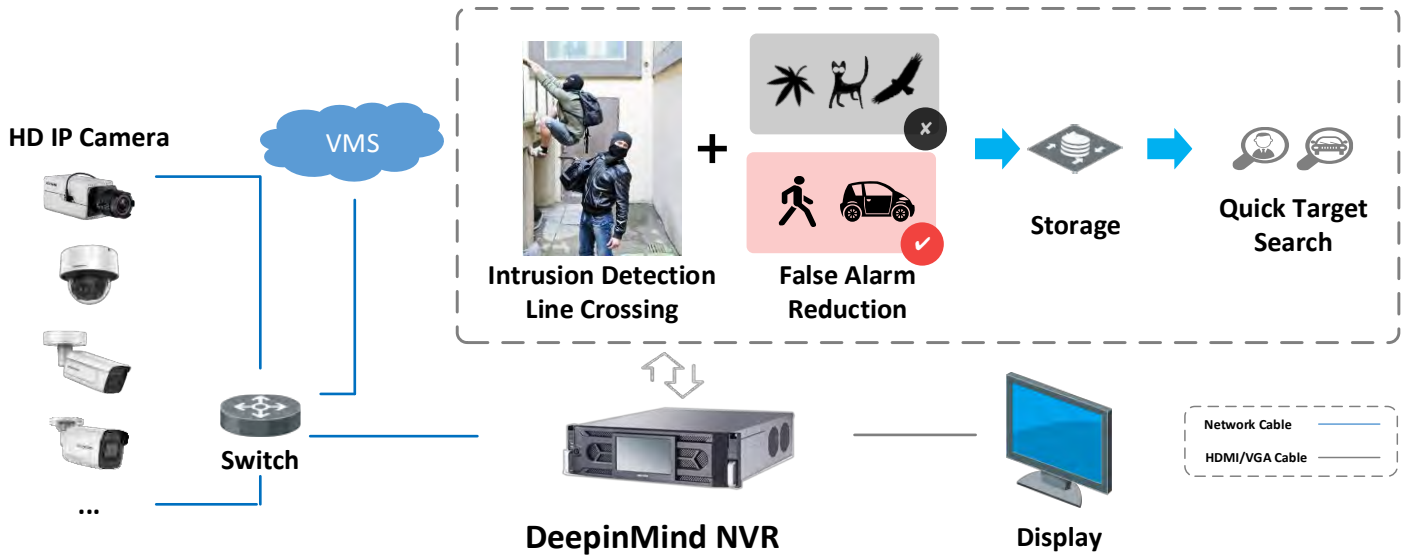 HD IP Camera
VMS
Intrusion Detection
Line Crossing
+
False Alarm
Reduction
Storage
Quick Target
Search
Switch
...
DeepinMind NVR
Display
Network Cable
HDMI/VGA Cable